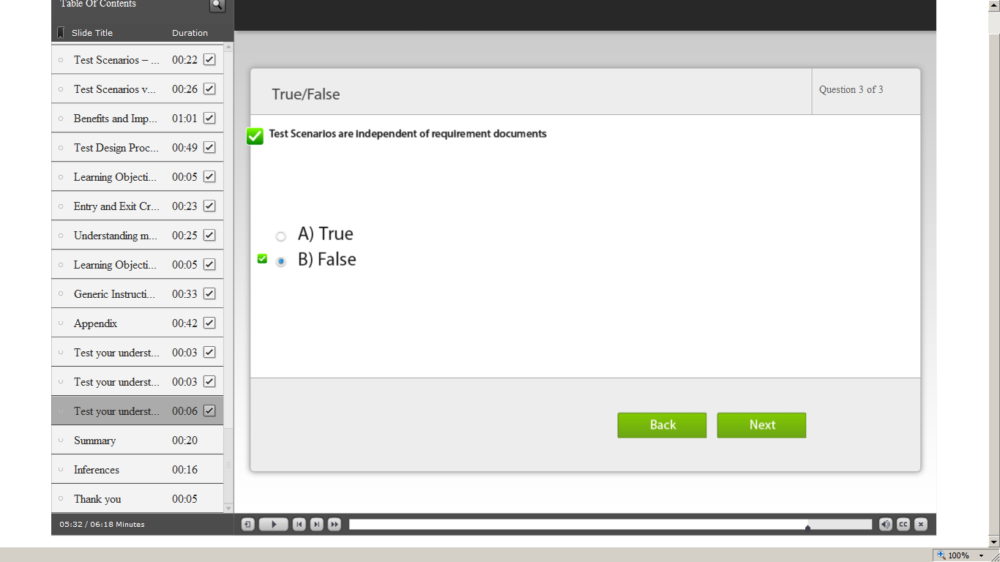 Table Of Contents
Slide Title Duration
Test Scenarios – ... 00:22
Test Scenarios v... 00:26
Benefits and Imp... 01:01
Test Design Proc... 00:49
Learning Objecti... 00:05
Entry and Exit Cr... 00:23
Understanding m... 00:25
Learning Objecti... 00:05
Generic Instructi... 00:33
Appendix 00:42
Test your underst... 00:03
Test your underst... 00:03
Test your underst... 00:06
Summary 00:20
Inferences 00:16
Thank you 00:05
05:32 / 06:18 Minutes
True/False
Question 3 of 3
Test Scenarios are independent of requirement documents
A) True
B) False
Back Next
CC
100%